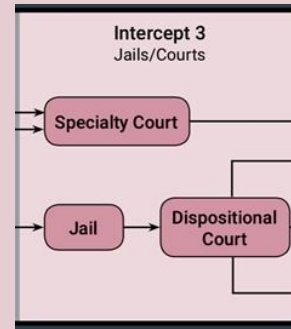 Intercept 3
Jails/Courts
Specialty Court
Jail
Dispositional
Court